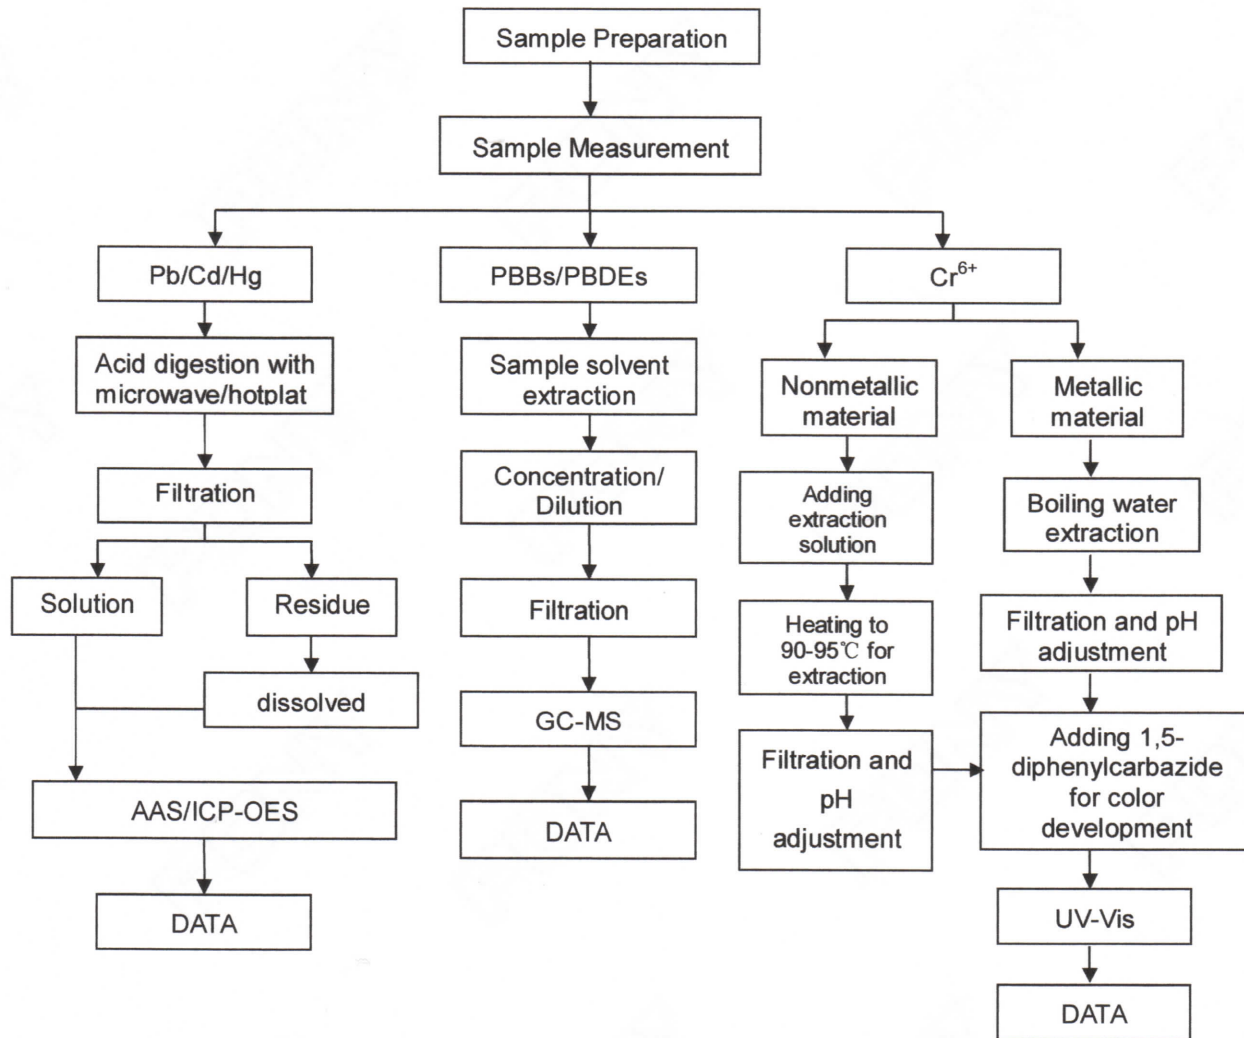 Sample Preparation
Sample Measurement
Pb/Cd/Hg
Acid digestion with
microwave/hotplat
Filtration
Solution
Residue
dissolved
AAS/ICP-OES
DATA
PBBs/PBDEs
Sample solvent
extraction
Concentration/
Dilution
Filtration
GC-MS
DATA
Cr⁶⁺
Nonmetallic
material
Adding
extraction
solution
Heating to
90-95℃ for
extraction
Filtration and
pH
adjustment
Metallic
material
Boiling water
extraction
Filtration and pH
adjustment
Adding 1,5-
diphenylcarbazide
for color
development
UV-Vis
DATA